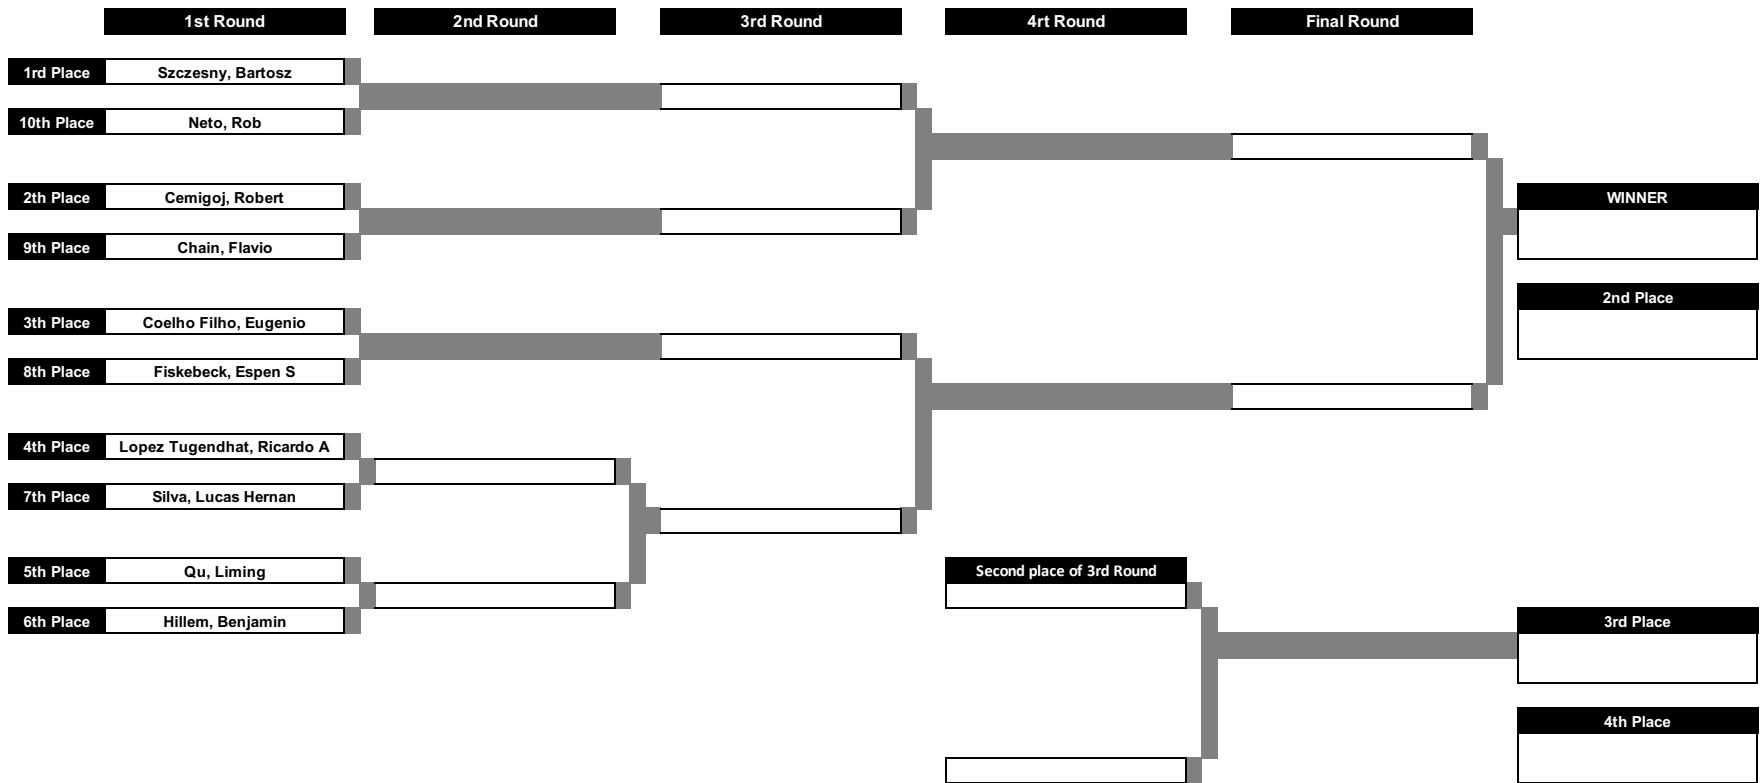 1st Round 2nd Round 3rd Round 4rt Round Final Round
1rd Place Szczesny, Bartosz
10th Place Neto, Rob
2th Place Cemigoj, Robert
WINNER
9th Place Chain, Flavio
2nd Place
3th Place Coelho Filho, Eugenio
8th Place Fiskebeck, Espen S
4th Place Lopez Tugendhat, Ricardo A
7th Place Silva, Lucas Hernan
5th Place Qu, Liming
Second place of 3rd Round
6th Place Hillem, Benjamin
3rd Place
4th Place